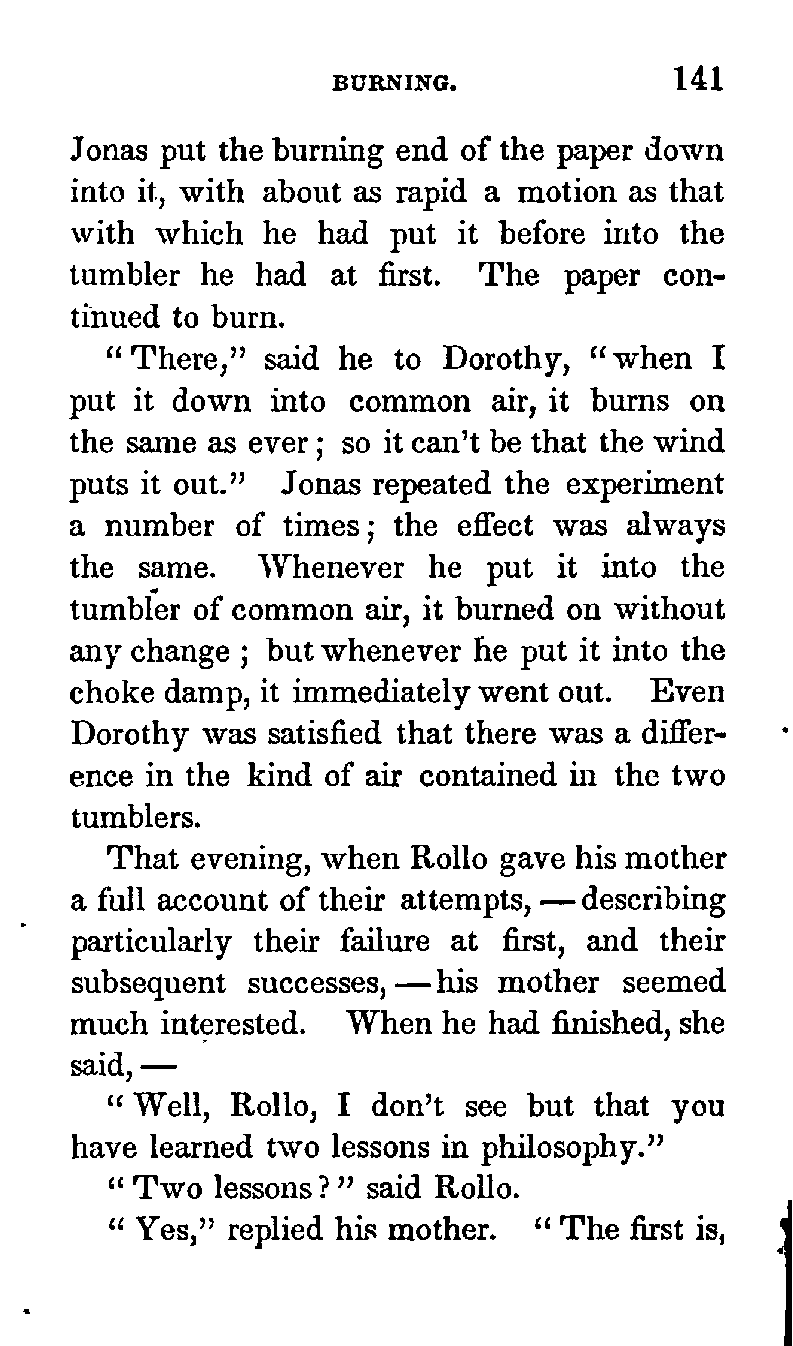 BURNING. 141
Jonas put the burning end of the paper down
into it, with about as rapid a motion as that
with which he had put it before into the
tumbler he had at first. The paper con-
tinued to burn.
“There,” said he to Dorothy, “when I
put it down into common air, it burns on
the same as ever; so it can’t be that the wind
puts it out.” Jonas repeated the experiment
a number of times; the effect was always
the same. Whenever he put it into the
tumbler of common air, it burned on without
any change; but whenever he put it into the
choke damp, it immediately went out. Even
Dorothy was satisfied that there was a differ-
ence in the kind of air contained in the two
tumblers.
That evening, when Rollo gave his mother
a full account of their attempts, — describing
particularly their failure at first, and their
subsequent successes, — his mother seemed
much interested. When he had finished, she
said, —
“Well, Rollo, I don’t see but that you
have learned two lessons in philosophy.”
“Two lessons?” said Rollo.
“Yes,” replied his mother. “The first is,